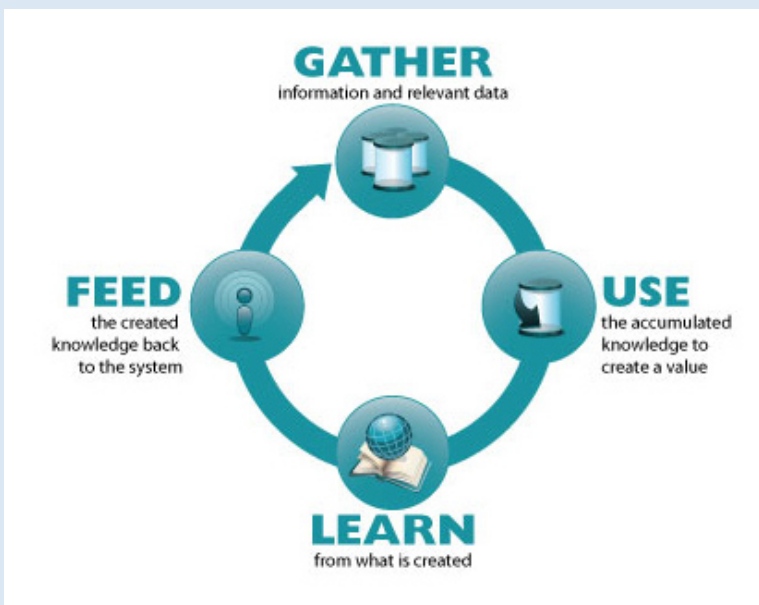 GATHER
information and relevant data
USE
the accumulated
knowledge to
create a value
LEARN
from what is created
FEED
the created
knowledge back
to the system